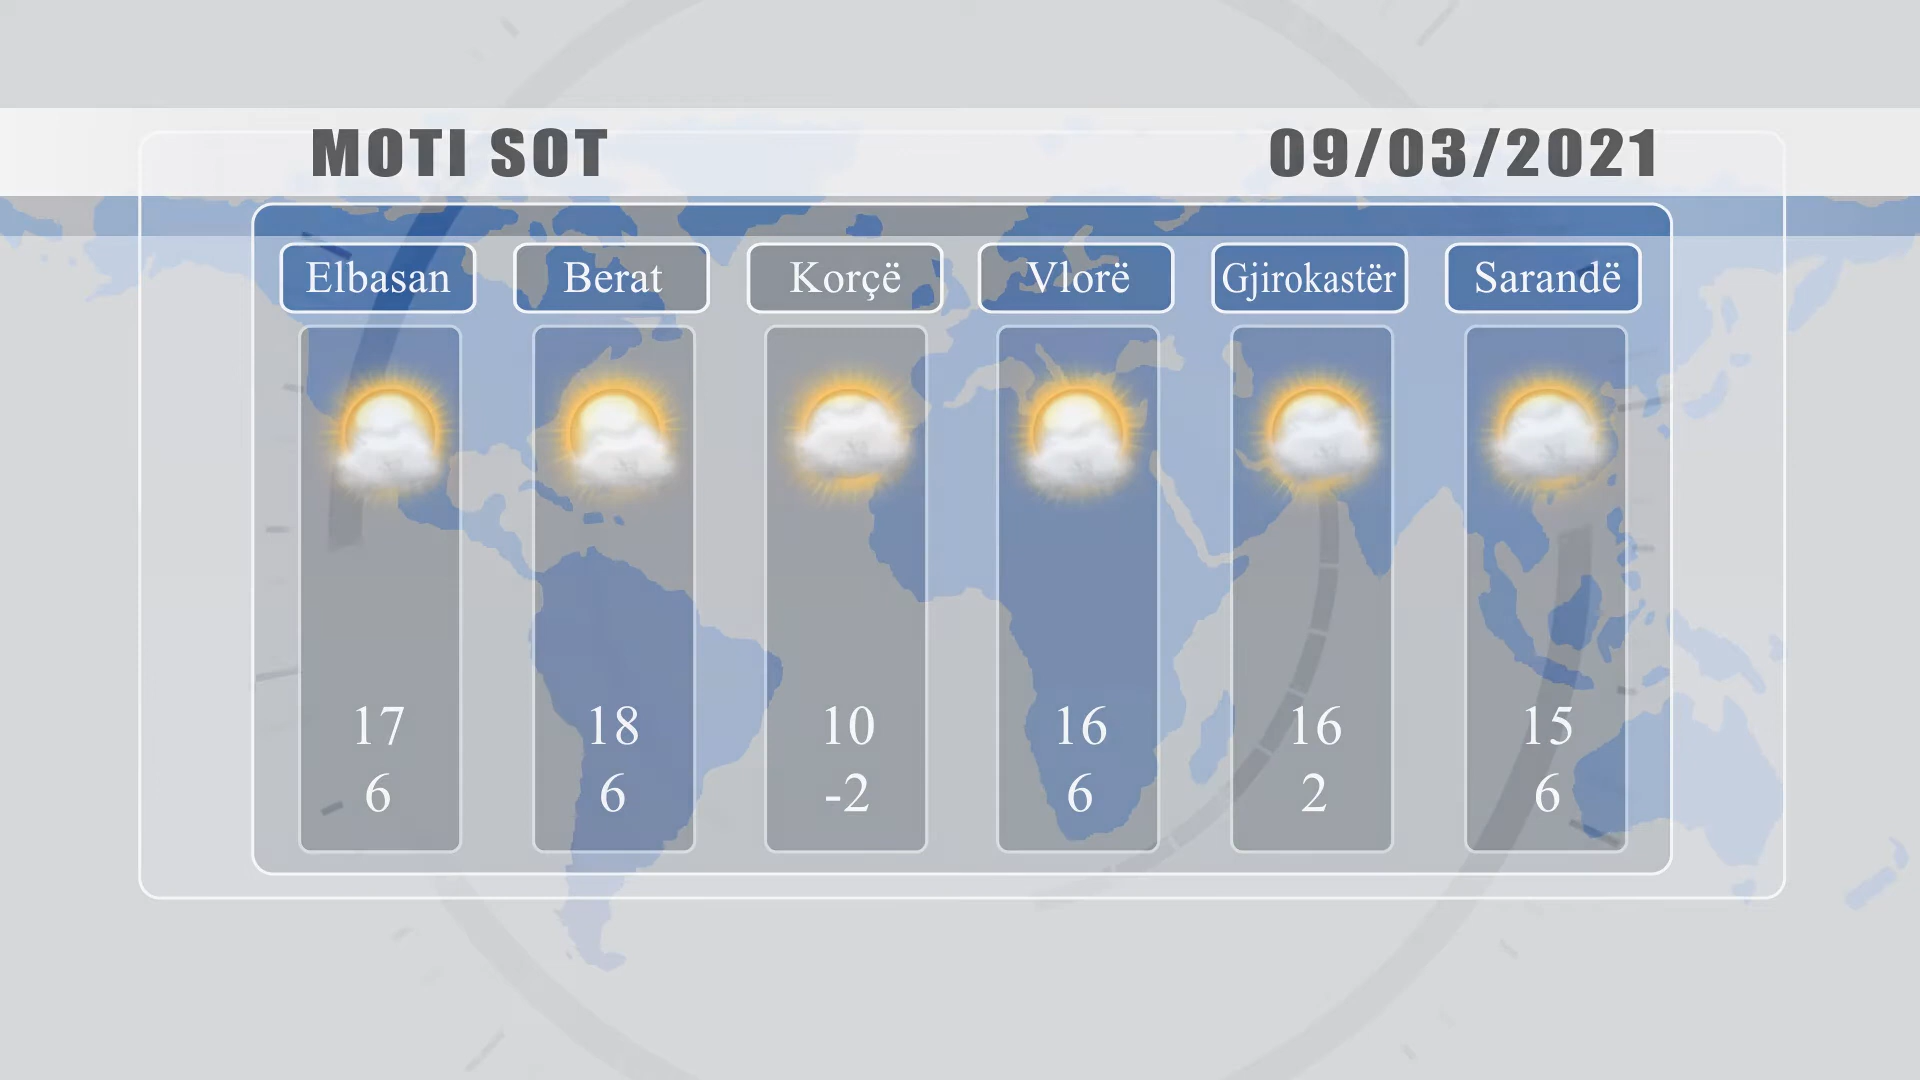 MOTI SOT 09/03/2021
Elbasan Berat Korçë Vlorë Gjirokastër Sarandë
17 18 10 16 16 15
6 6 -2 6 2 6